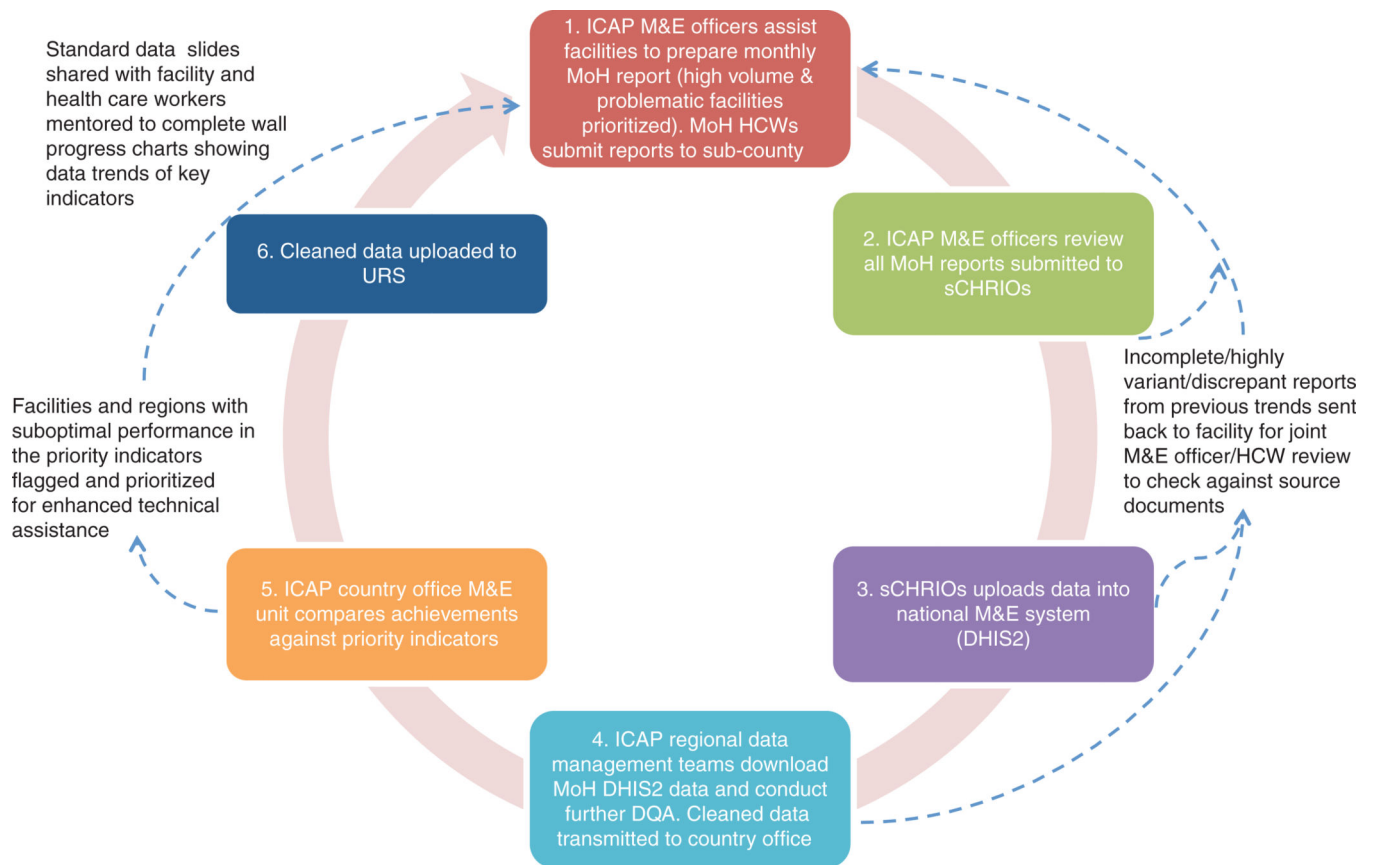 Standard data slides
shared with facility and
health care workers
mentored to complete wall
progress charts showing
data trends of key
indicators
1. ICAP M&E officers assist
facilities to prepare monthly
MoH report (high volume &
problematic facilities
prioritized). MoH HCWs
submit reports to sub-county
2. ICAP M&E officers review
all MoH reports submitted to
sCHRIOs
Incomplete/highly
variant/discrepant reports
from previous trends sent
back to facility for joint
M&E officer/HCW review
to check against source
documents
3. sCHRIOs uploads data into
national M&E system
(DHIS2)
4. ICAP regional data
management teams download
MoH DHIS2 data and conduct
further DQA. Cleaned data
transmitted to country office
5. ICAP country office M&E
unit compares achievements
against priority indicators
Facilities and regions with
suboptimal performance in
the priority indicators
flagged and prioritized
for enhanced technical
assistance
6. Cleaned data uploaded to
URS